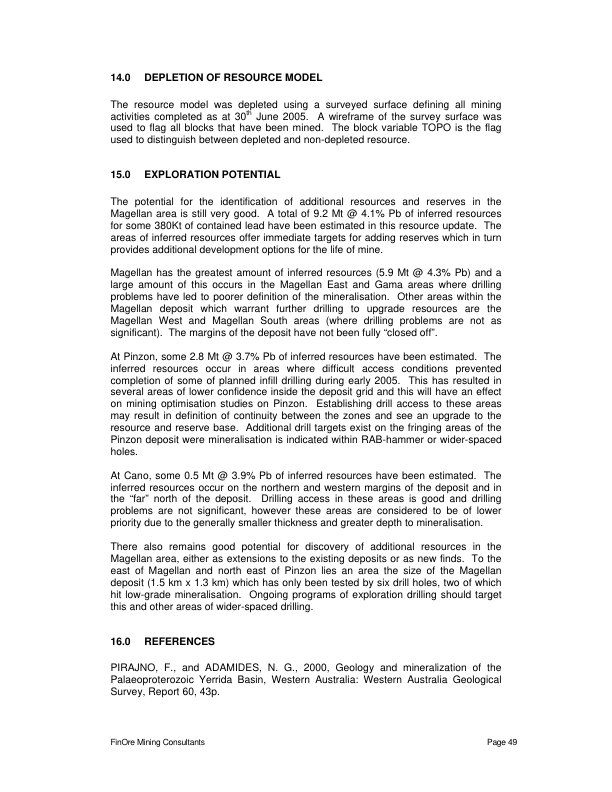 14.0 DEPLETION OF RESOURCE MODEL
The resource model was depleted using a surveyed surface defining all mining
activities completed as at 30th June 2005. A wireframe of the survey surface was
used to flag all blocks that have been mined. The block variable TOPO is the flag
used to distinguish between depleted and non-depleted resource.
15.0 EXPLORATION POTENTIAL
The potential for the identification of additional resources and reserves in the
Magellan area is still very good. A total of 9.2 Mt @ 4.1% Pb of inferred resources
for some 380Kt of contained lead have been estimated in this resource update. The
areas of inferred resources offer immediate targets for adding reserves which in turn
provides additional development options for the life of mine.
Magellan has the greatest amount of inferred resources (5.9 Mt @ 4.3% Pb) and a
large amount of this occurs in the Magellan East and Gama areas where drilling
problems have led to poorer definition of the mineralisation. Other areas within the
Magellan deposit which warrant further drilling to upgrade resources are the
Magellan West and Magellan South areas (where drilling problems are not as
significant). The margins of the deposit have not been fully “closed off”.
At Pinzon, some 2.8 Mt @ 3.7% Pb of inferred resources have been estimated. The
inferred resources occur in areas where difficult access conditions prevented
completion of some of planned infill drilling during early 2005. This has resulted in
several areas of lower confidence inside the deposit grid and this will have an effect
on mining optimisation studies on Pinzon. Establishing drill access to these areas
may result in definition of continuity between the zones and see an upgrade to the
resource and reserve base. Additional drill targets exist on the fringing areas of the
Pinzon deposit were mineralisation is indicated within RAB-hammer or wider-spaced
holes.
At Cano, some 0.5 Mt @ 3.9% Pb of inferred resources have been estimated. The
inferred resources occur on the northern and western margins of the deposit and in
the “far” north of the deposit. Drilling access in these areas is good and drilling
problems are not significant, however these areas are considered to be of lower
priority due to the generally smaller thickness and greater depth to mineralisation.
There also remains good potential for discovery of additional resources in the
Magellan area, either as extensions to the existing deposits or as new finds. To the
east of Magellan and north east of Pinzon lies an area the size of the Magellan
deposit (1.5 km x 1.3 km) which has only been tested by six drill holes, two of which
hit low-grade mineralisation. Ongoing programs of exploration drilling should target
this and other areas of wider-spaced drilling.
16.0 REFERENCES
PIRAJNO, F., and ADAMIDES, N. G., 2000, Geology and mineralization of the
Palaeoproterozoic Yerrida Basin, Western Australia: Western Australia Geological
Survey, Report 60, 43p.
FinOre Mining Consultants Page 49